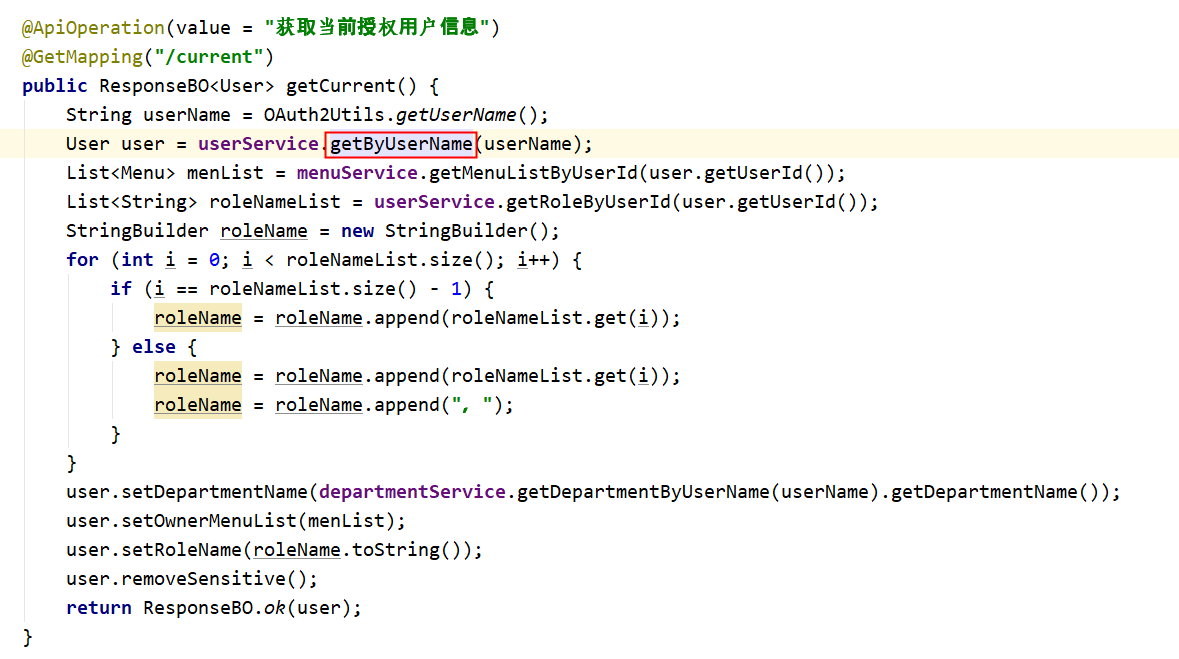 @ApiOperation(value = "获取当前授权用户信息")
@GetMapping("/current")
public ResponseBO<User> getCurrent() {
String userName = OAuth2Utils.getUserName();
User user = userService.getByUserName(userName);
List<Menu> menList = menuService.getMenuListByUserId(user.getUserId());
List<String> roleNameList = userService.getRoleByUserId(user.getUserId());
StringBuilder roleName = new StringBuilder();
for (int i = 0; i < roleNameList.size(); i++) {
if (i == roleNameList.size() - 1) {
roleName = roleName.append(roleNameList.get(i));
} else {
roleName = roleName.append(roleNameList.get(i));
roleName = roleName.append(", ");
}
}
user.setDepartmentName(departmentService.getDepartmentByUserName(userName).getDepartmentName());
user.setOwnerMenuList(menList);
user.setRoleName(roleName.toString());
user.removeSensitive();
return ResponseBO.ok(user);
}